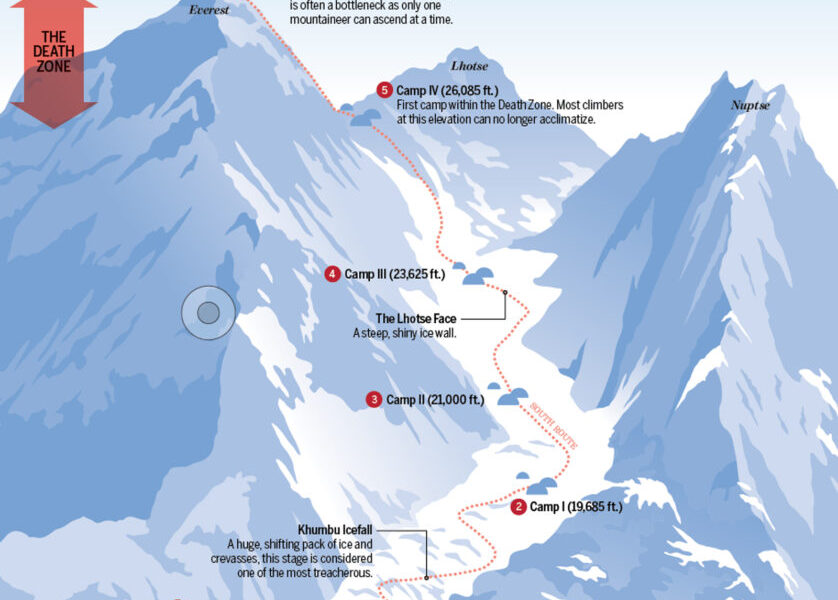 is often a bottleneck as only one
mountaineer can ascend at a time.
Everest
THE
DEATH
ZONE
Lhotse
5 Camp IV (26,085 ft.)
First camp within the Death Zone. Most climbers
at this elevation can no longer acclimatize.
Nuptse
4 Camp III (23,625 ft.)
The Lhotse Face
A steep, shiny ice wall.
3 Camp II (21,000 ft.)
SOUTH ROUTE
2 Camp I (19,685 ft.)
Khumbu Icefall
A huge, shifting pack of ice and
crevasses, this stage is considered
one of the most treacherous.